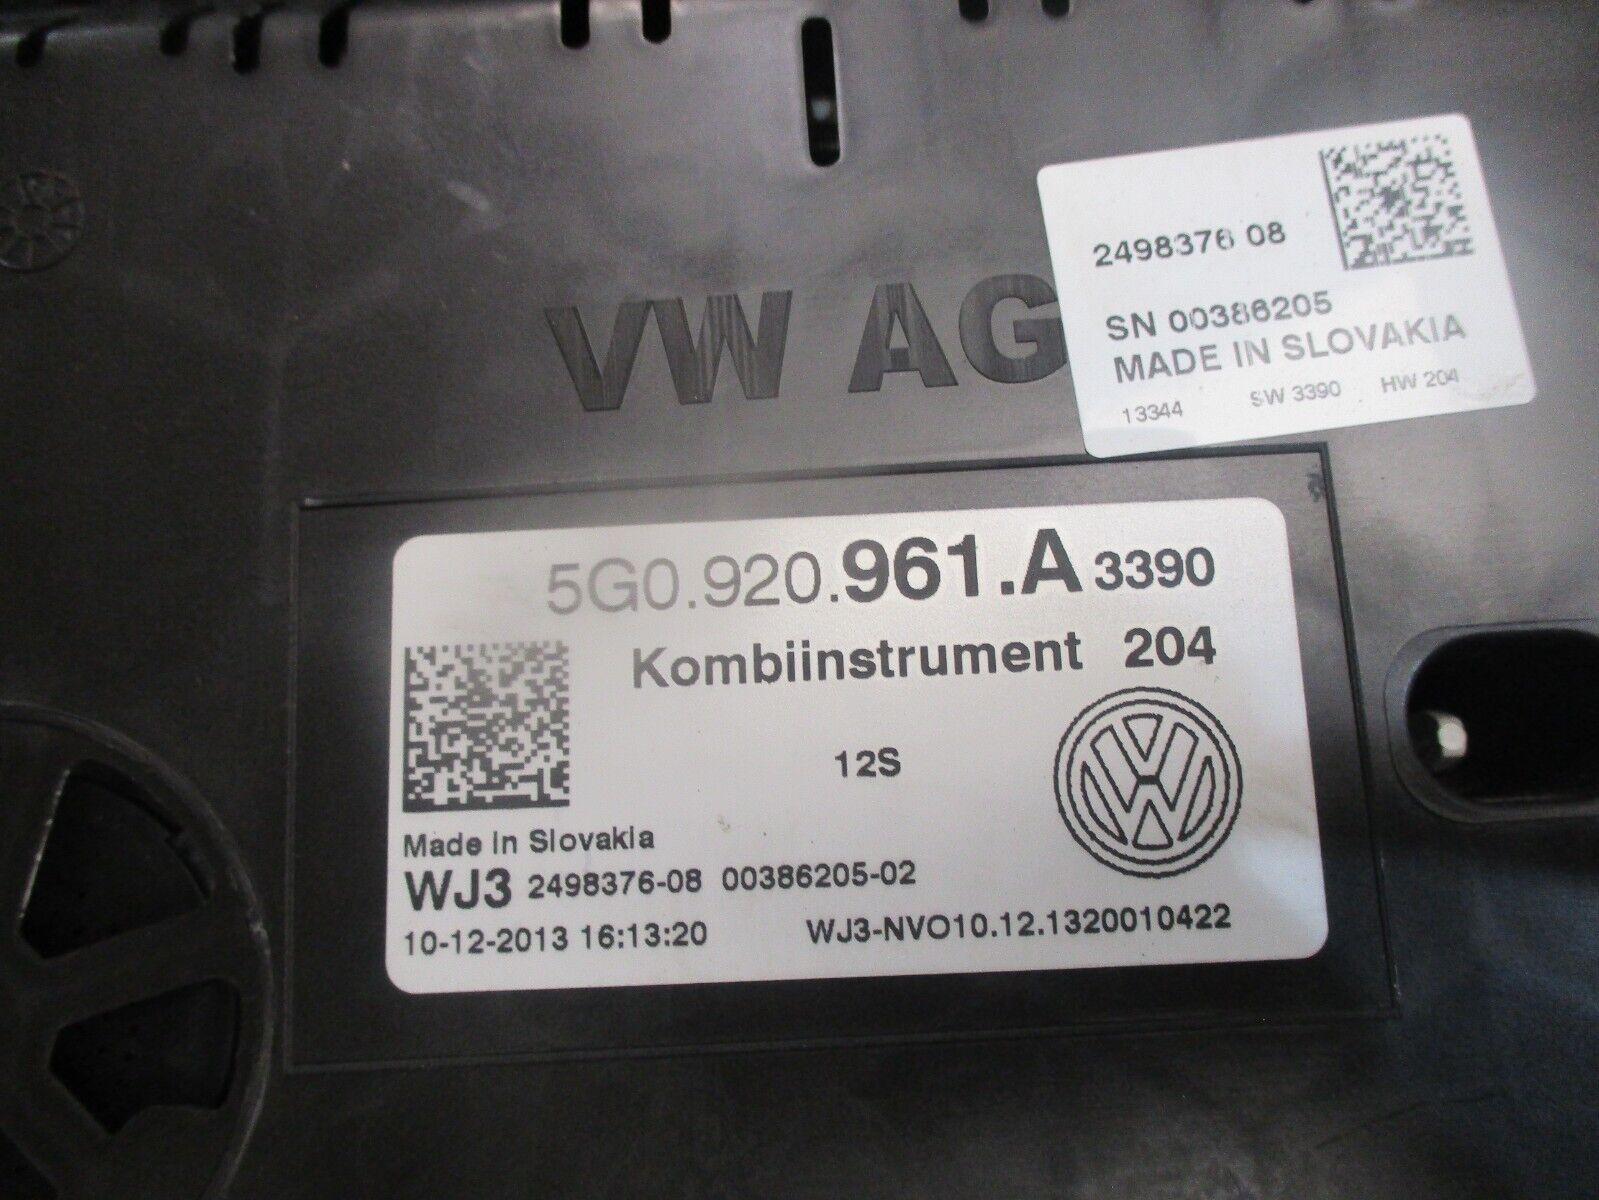 2498376 08
SN 00386205
MADE IN SLOVAKIA
13344 SW 3390 HW 204
VW AG
5G0.920.961.A 3390
Kombiinstrument 204
12S
Made In Slovakia
WJ3 2498376-08 00386205-02
10-12-2013 16:13:20 WJ3-NVO10.12.1320010422